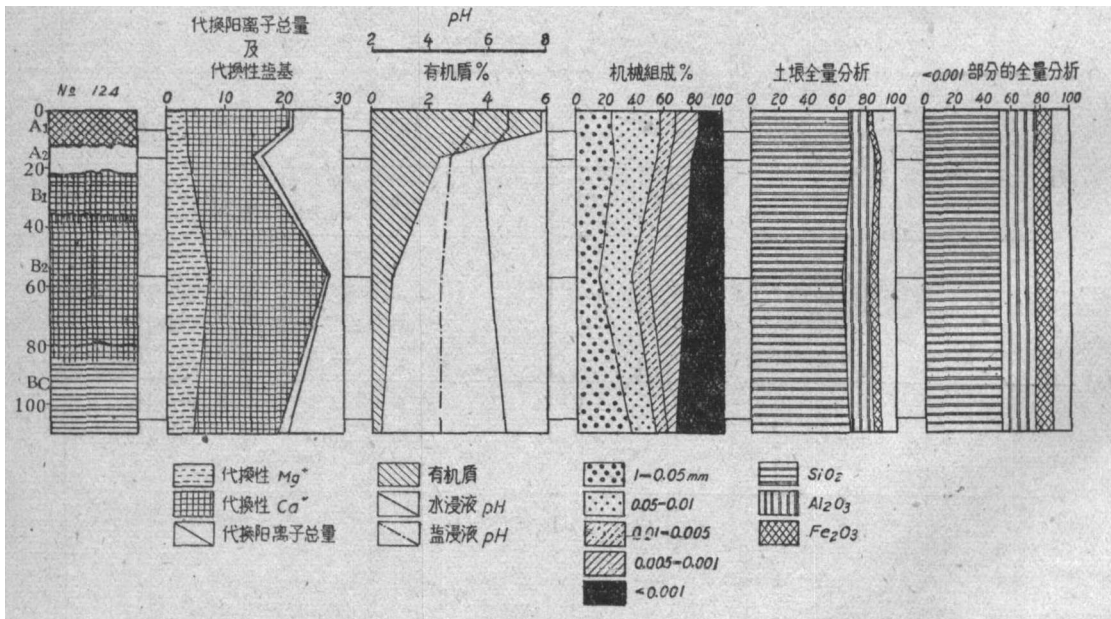 代换阳离子总量
及
代换性盐基
pH
2 4 6 8
有机质%
机械組成%
土壤全量分析
<0.001 部分的全量分析
№ 124
0 10 20 30
0 2 4 6
0 20 40 60 80 100
0 20 40 60 80 100
0 20 40 60 80 100
0
A1
A2
20
B1
40
B2
60
80
BC
100
代换性 Mg"
代换性 Ca"
代换阳离子总量
有机质
水浸液 pH
盐浸液 pH
1-0.05mm
0.05-0.01
0.01-0.005
0.005-0.001
<0.001
SiO2
Al2O3
Fe2O3